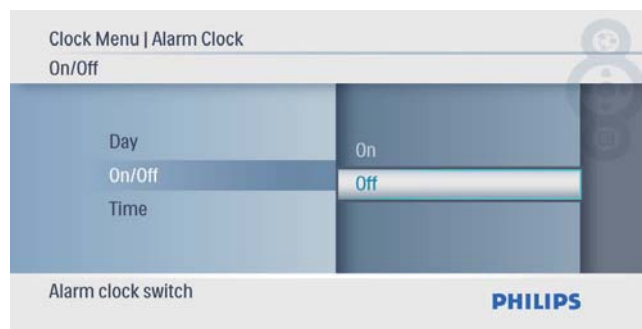 Clock Menu | Alarm Clock
On/Off
Day
On/Off
Time
On
Off
Alarm clock switch
PHILIPS